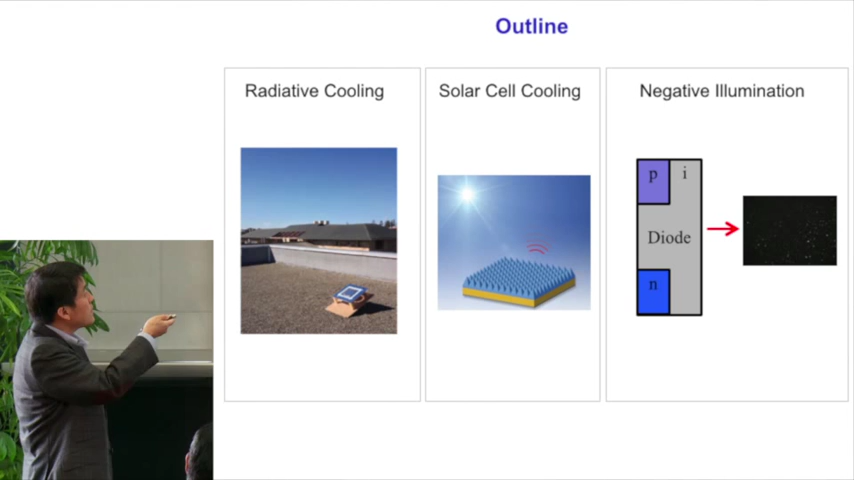 Outline
Radiative Cooling
Solar Cell Cooling
Negative Illumination
p
i
Diode
n